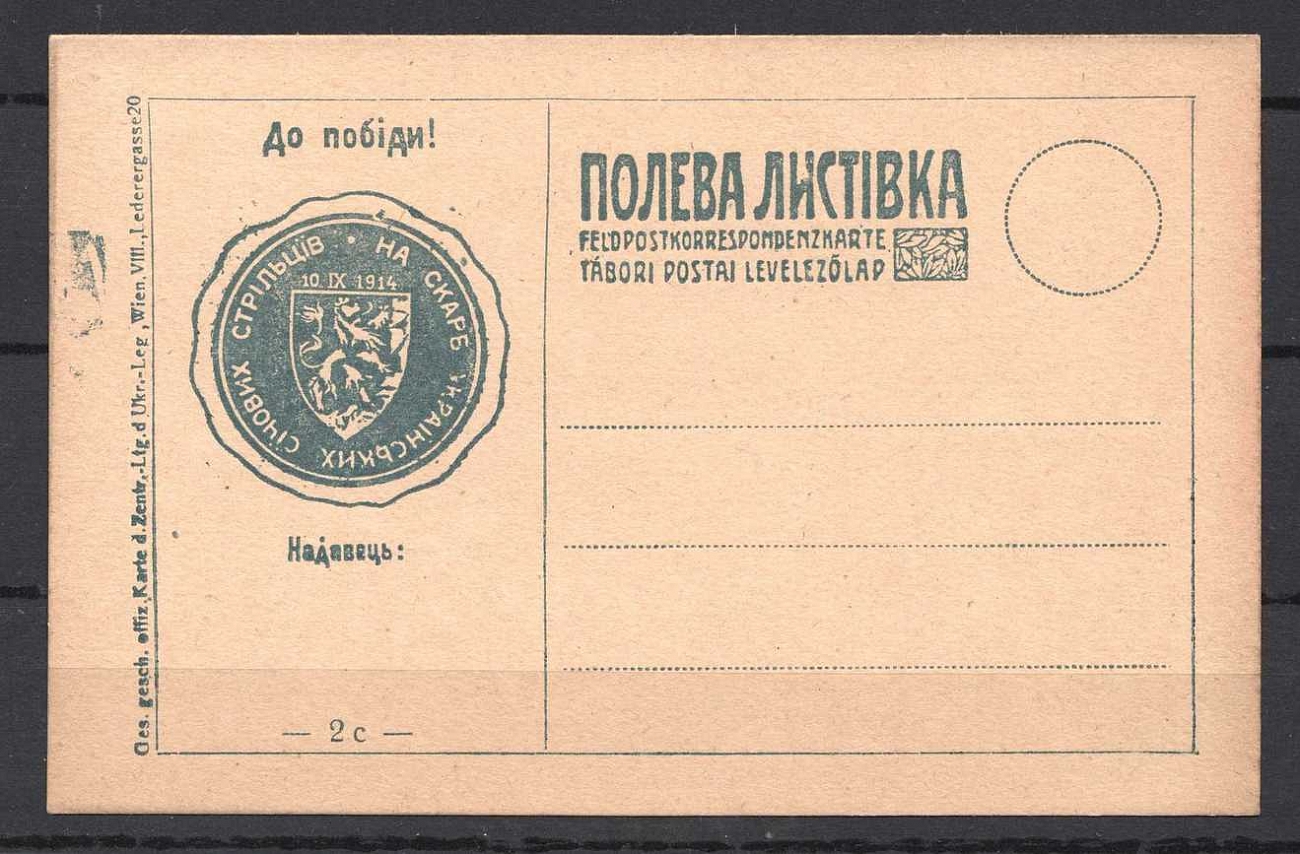 До побіди!
НА СКАРБ УКРАЇНСЬКИХ СІЧОВИХ СТРІЛЬЦЇВ
10 IX 1914
Надавець:
— 2 c —
ПОЛЕВА ЛИСТІВКА
FELDPOSTKORRESPONDENZKARTE
TÁBORI POSTAI LEVELEZŐLAP
Ges. gesch. offiz. Karte d. Zentr.-Ltg. d Ukr.-Leg, Wien, VIII., Lederergasse 20